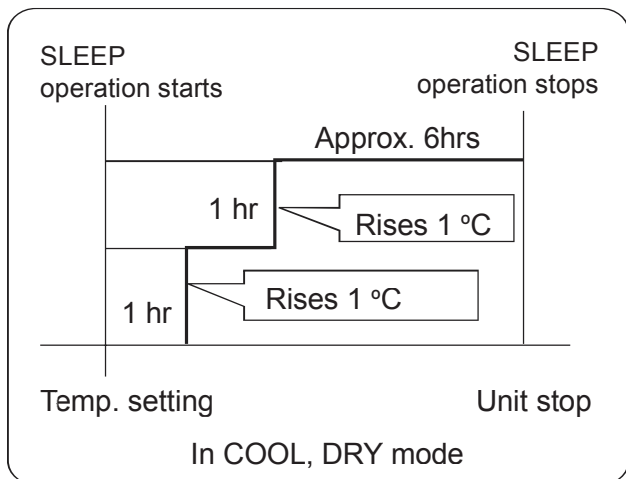 SLEEP
operation starts
SLEEP
operation stops
Approx. 6hrs
1 hr
Rises 1 ºC
1 hr
Rises 1 ºC
Temp. setting
Unit stop
In COOL, DRY mode